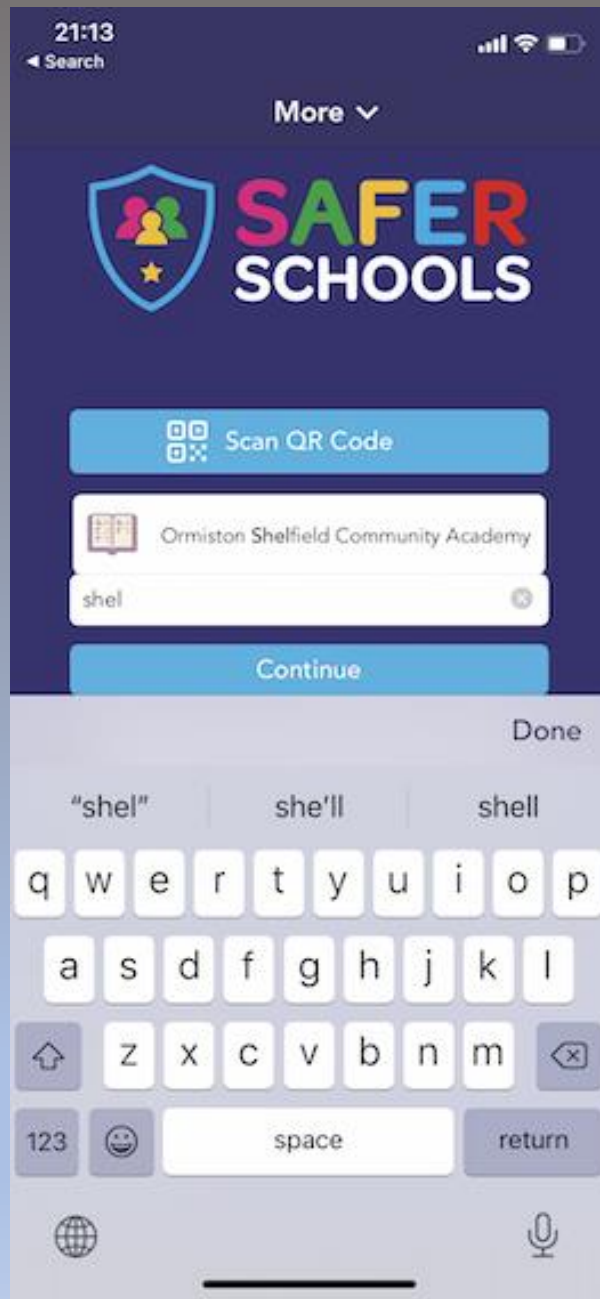 21:13
◄ Search
More
SAFER
SCHOOLS
Scan QR Code
Ormiston Shelfield Community Academy
shel
Continue
Done
“shel” she'll shell
q w e r t y u i o p
a s d f g h j k l
z x c v b n m
123 space return